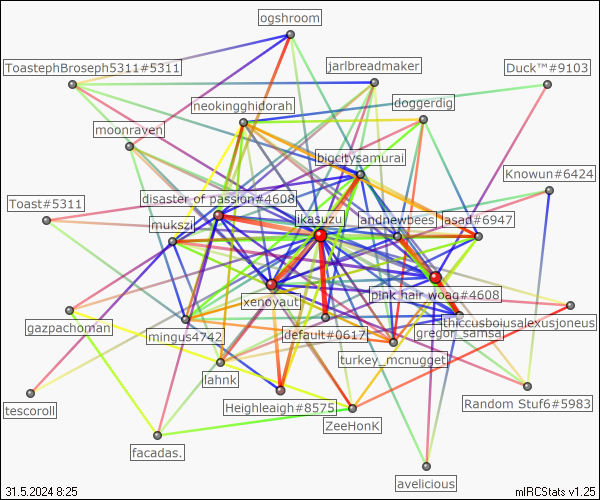 ogshroom
ToastephBroseph5311#5311
jarlbreadmaker
Duck™#9103
neokingghidorah
doggerdig
moonraven
bigcitysamurai
Knowun#6424
disaster of passion#4608
Toast#5311
mukszi
ikasuzu
andnewbees
jasad#6947
xenoyaut
pink hair woag#4608
gazpachoman
mingus4742
default#0617
gregor_samsa
thiccusboiusalexusjoneus
turkey_mcnugget
lahnk
tescoroll
Heighleaigh#8575
ZeeHonK
Random Stuf6#5983
facadas.
avelicious
31.5.2024 8:25
mIRCStats v1.25